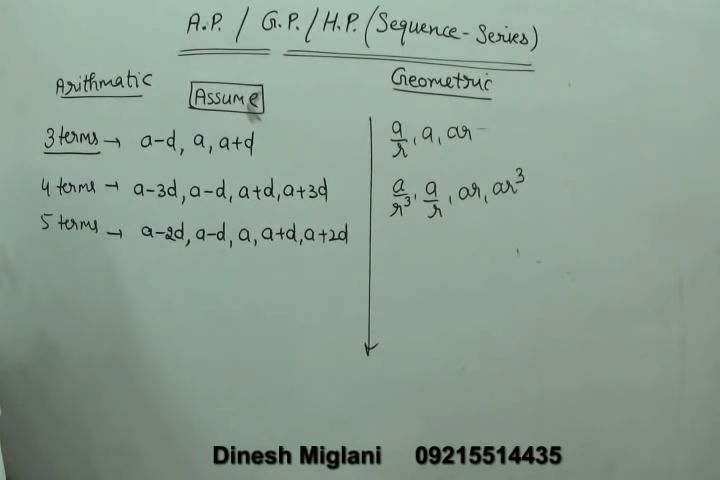 A.P. / G.P. / H.P. (Sequence-Series)
Arithmatic
Assume
3 terms → a-d, a, a+d
4 terms → a-3d, a-d, a+d, a+3d
5 terms → a-2d, a-d, a, a+d, a+2d
Geometric
a/r, a, ar
a/r³, a/r, ar, ar³
Dinesh Miglani 09215514435